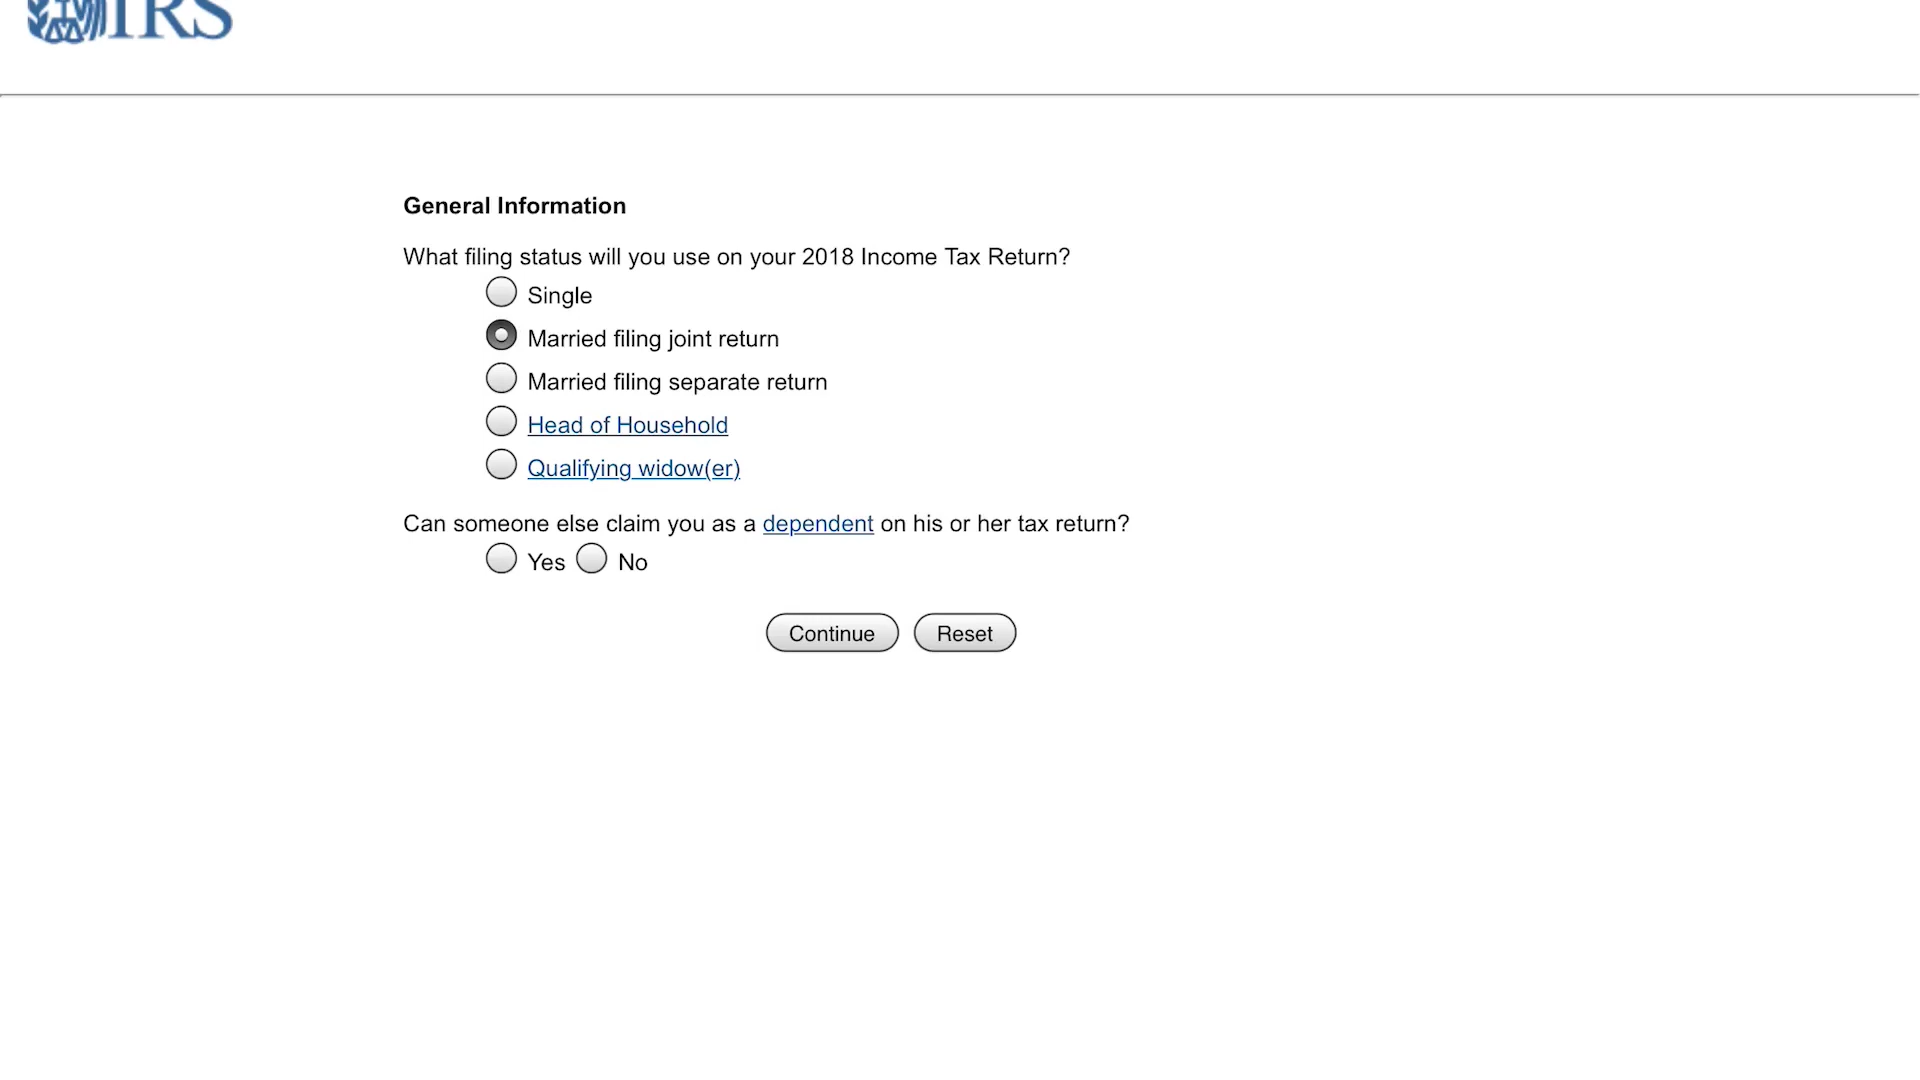 IRS
General Information
What filing status will you use on your 2018 Income Tax Return?
Single
Married filing joint return
Married filing separate return
Head of Household
Qualifying widow(er)
Can someone else claim you as a dependent on his or her tax return?
Yes No
Continue Reset